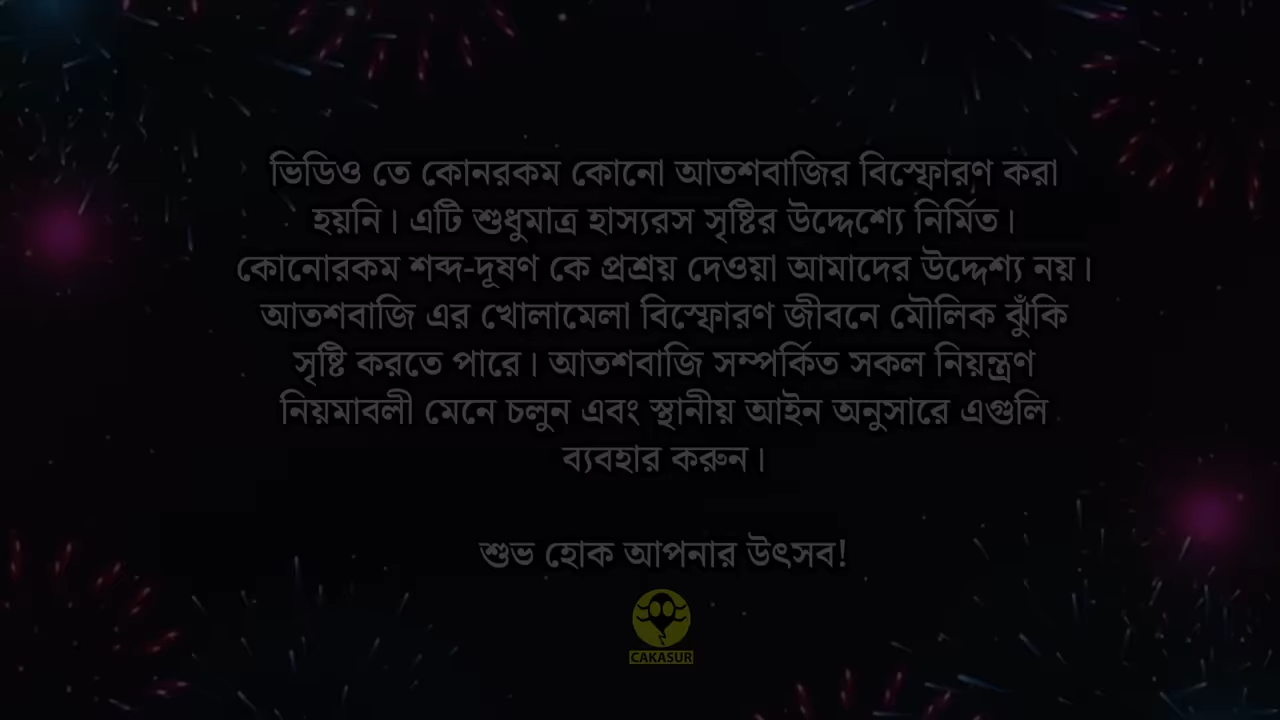 ভিডিও তে কোনরকম কোনো আতশবাজির বিস্ফোরণ করা
হয়নি। এটি শুধুমাত্র হাস্যরস সৃষ্টির উদ্দেশ্যে নির্মিত।
কোনোরকম শব্দ-দূষণ কে প্রশ্রয় দেওয়া আমাদের উদ্দেশ্য নয়।
আতশবাজি এর খোলামেলা বিস্ফোরণ জীবনে মৌলিক ঝুঁকি
সৃষ্টি করতে পারে। আতশবাজি সম্পর্কিত সকল নিয়ন্ত্রণ
নিয়মাবলী মেনে চলুন এবং স্থানীয় আইন অনুসারে এগুলি
ব্যবহার করুন।
শুভ হোক আপনার উৎসব!
CAKASUR